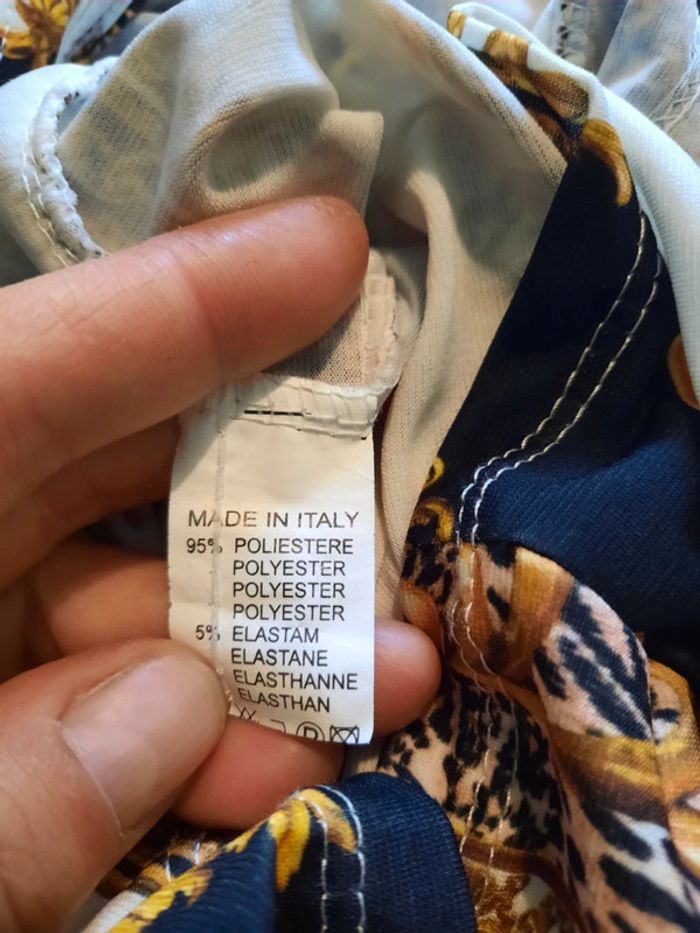 MADE IN ITALY
95% POLIESTERE
POLYESTER
POLYESTER
POLYESTER
5% ELASTAM
ELASTANE
ELASTHANNE
ELASTHAN
P